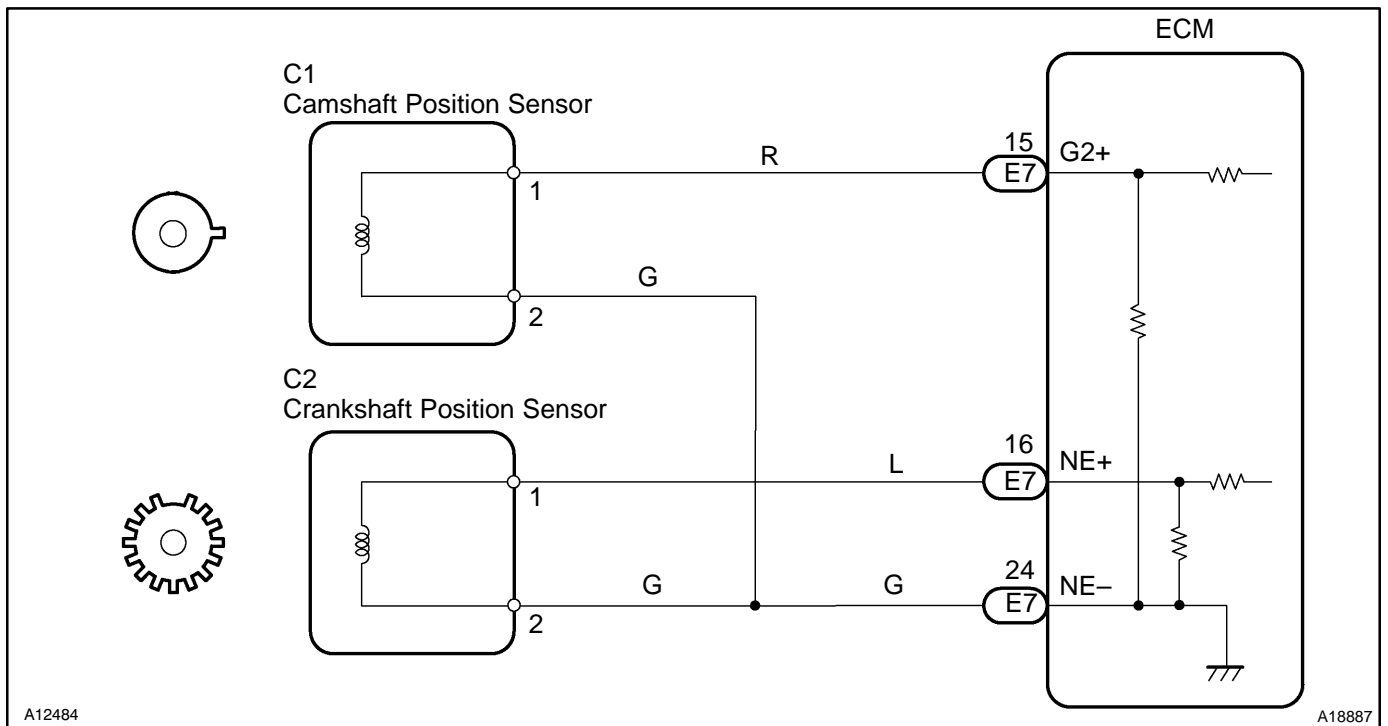 ECM
C1
Camshaft Position Sensor
15
R
E7
G2+
1
G
2
C2
Crankshaft Position Sensor
16
L
E7
NE+
1
24
G
G
E7
NE–
2
A12484
A18887